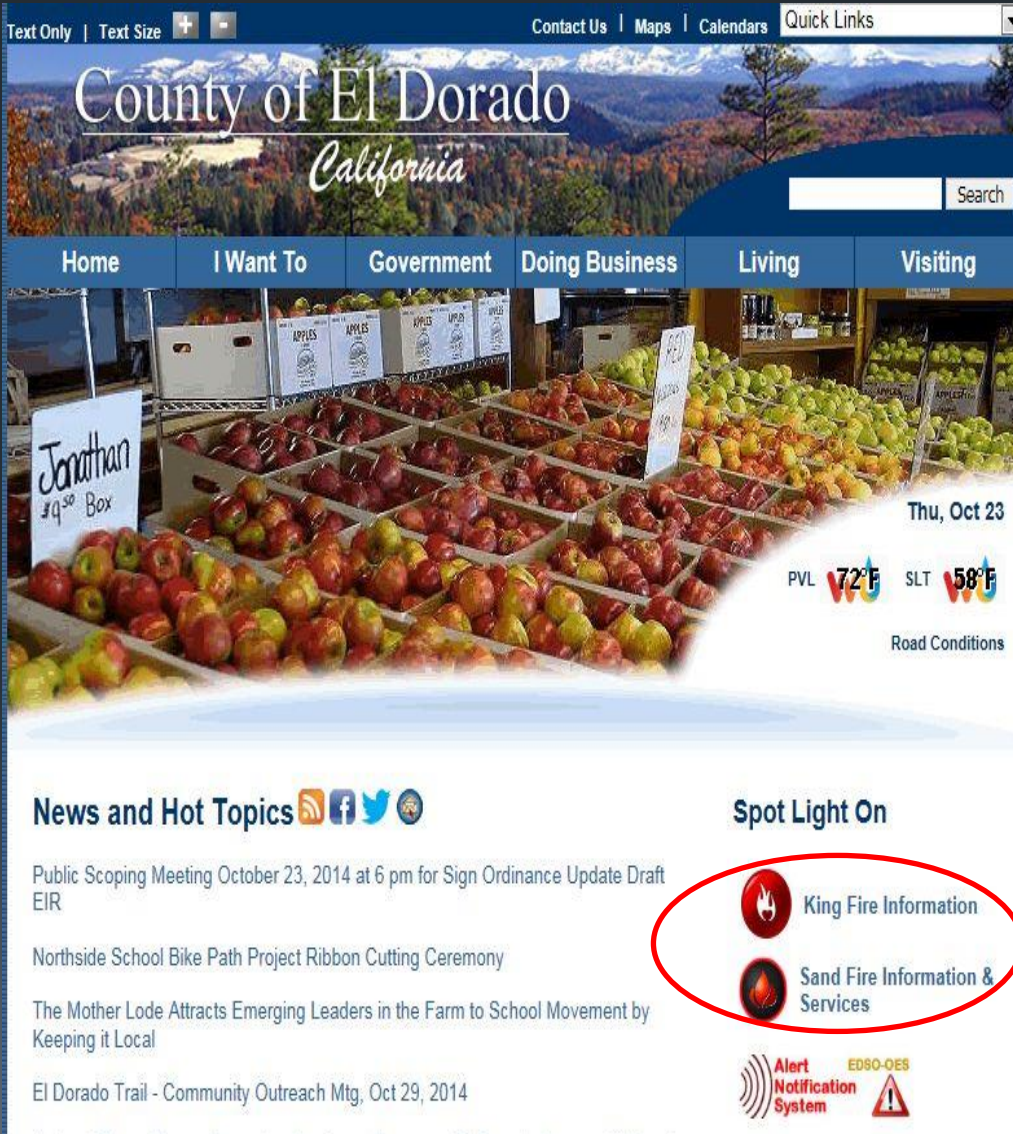 Text Only | Text Size + -
Contact Us | Maps | Calendars Quick Links
County of El Dorado
California
Search
Home I Want To Government Doing Business Living Visiting
APPLES APPLES APPLES APPLES
RED
Jonathan
$9.50 Box
APPLES
Thu, Oct 23
PVL 72°F SLT 58°F
Road Conditions
News and Hot Topics
Spot Light On
Public Scoping Meeting October 23, 2014 at 6 pm for Sign Ordinance Update Draft
EIR
King Fire Information
Northside School Bike Path Project Ribbon Cutting Ceremony
Sand Fire Information &
Services
The Mother Lode Attracts Emerging Leaders in the Farm to School Movement by
Keeping it Local
El Dorado Trail - Community Outreach Mtg, Oct 29, 2014
Alert
Notification
System
EDSO-OES